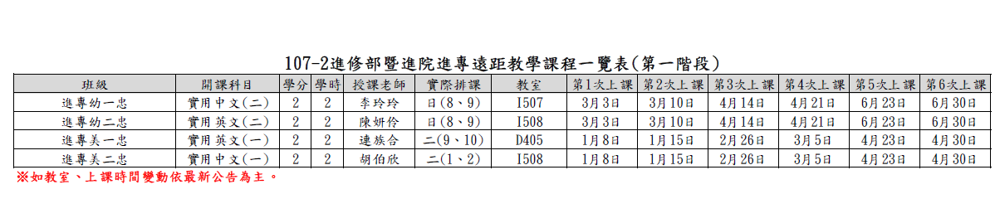 107-2進修部暨進院進專遠距教學課程一覽表(第一階段)
班級 開課科目 學分 學時 授課老師 實際排課 教室 第1次上課 第2次上課 第3次上課 第4次上課 第5次上課 第6次上課
進專幼一忠 實用中文(二) 2 2 李玲玲 日(8、9) I507 3月3日 3月10日 4月14日 4月21日 6月23日 6月30日
進專幼二忠 實用英文(二) 2 2 陳妍伶 日(8、9) I508 3月3日 3月10日 4月14日 4月21日 6月23日 6月30日
進專美一忠 實用英文(一) 2 2 連族合 二(9、10) D405 1月8日 1月15日 2月26日 3月5日 4月23日 4月30日
進專美二忠 實用中文(一) 2 2 胡伯欣 二(1、2) I508 1月8日 1月15日 2月26日 3月5日 4月23日 4月30日
※如教室、上課時間變動依最新公告為主。